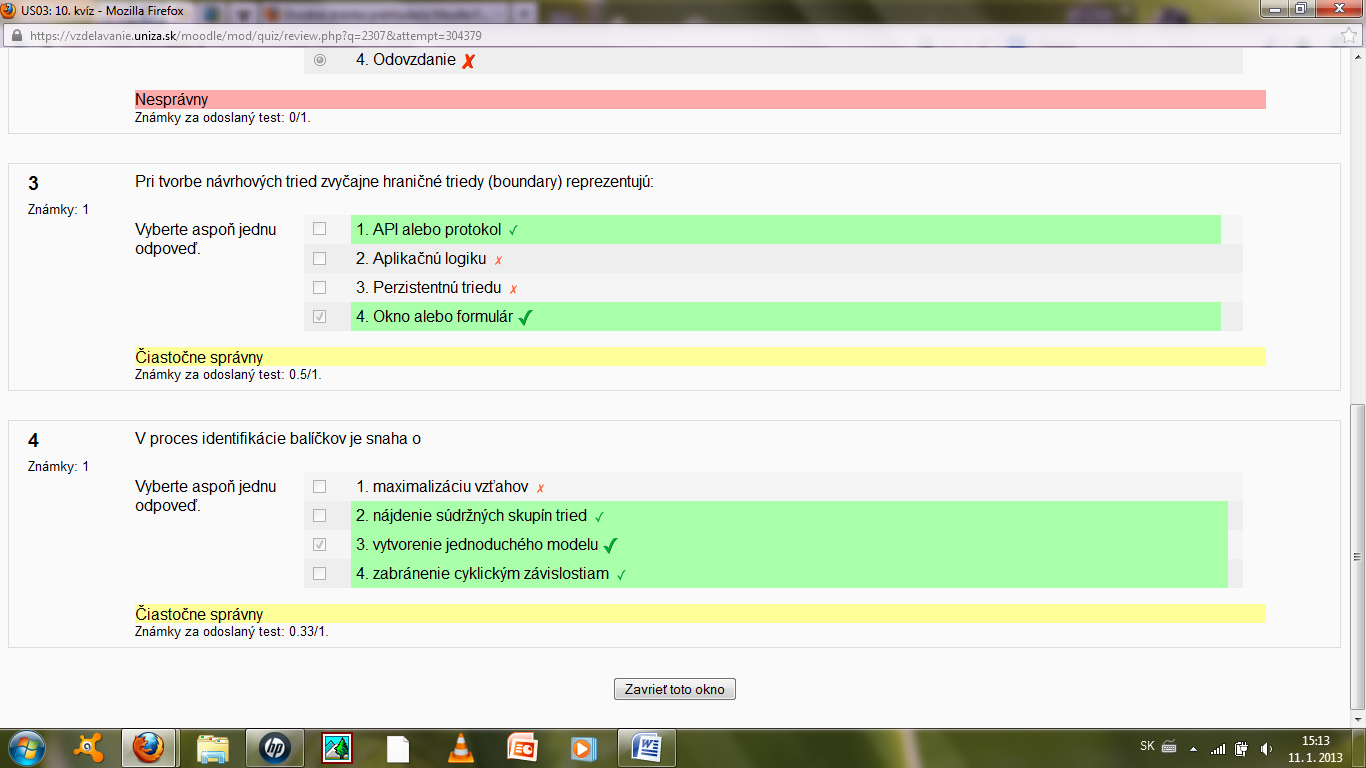 US03: 10. kvíz - Mozilla Firefox
https://vzdelavanie.uniza.sk/moodle/mod/quiz/review.php?q=2307&attempt=304379
4. Odovzdanie
Nesprávny
Známky za odoslaný test: 0/1.
3
Pri tvorbe návrhových tried zvyčajne hraničné triedy (boundary) reprezentujú:
Známky: 1
Vyberte aspoň jednu odpoveď.
1. API alebo protokol
2. Aplikačnú logiku
3. Perzistentnú triedu
4. Okno alebo formulár
Čiastočne správny
Známky za odoslaný test: 0.5/1.
4
V proces identifikácie balíčkov je snaha o
Známky: 1
Vyberte aspoň jednu odpoveď.
1. maximalizáciu vzťahov
2. nájdenie súdržných skupín tried
3. vytvorenie jednoduchého modelu
4. zabránenie cyklickým závislostiam
Čiastočne správny
Známky za odoslaný test: 0.33/1.
Zavrieť toto okno
SK
15:13
11. 1. 2013